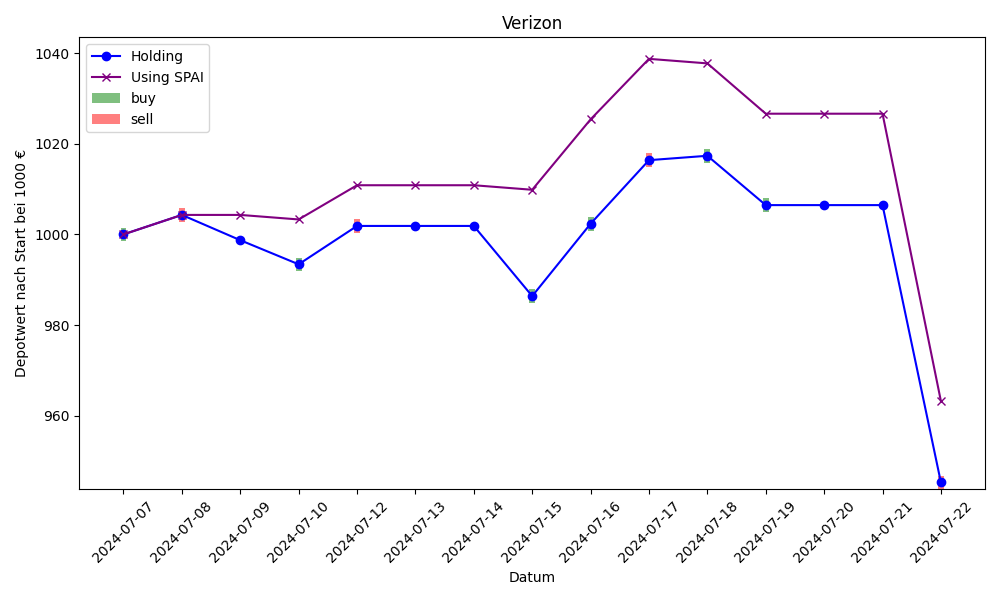 Verizon
Holding
Using SPAI
buy
sell
1040
1020
1000
980
960
Depotwert nach Start bei 1000 €
2024-07-07
2024-07-08
2024-07-09
2024-07-10
2024-07-12
2024-07-13
2024-07-14
2024-07-15
2024-07-16
2024-07-17
2024-07-18
2024-07-19
2024-07-20
2024-07-21
2024-07-22
Datum